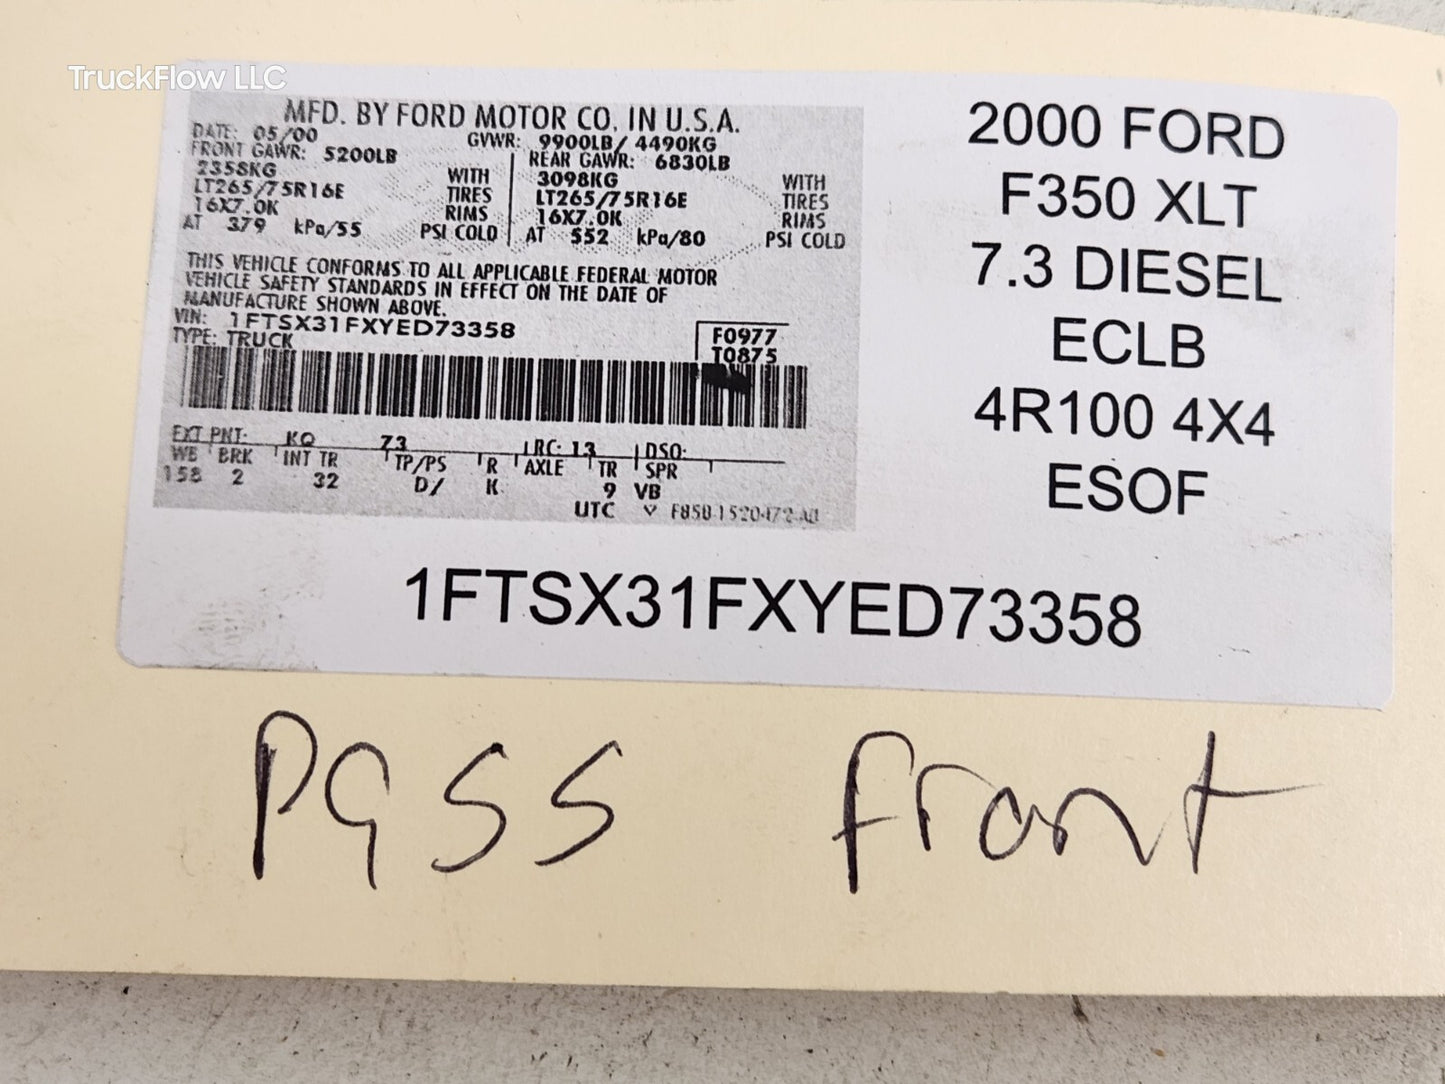 TruckFlow LLC
MFD. BY FORD MOTOR CO. IN U.S.A.
DATE: 05/00 GVWR: 9900LB/ 4490KG
FRONT GAWR: 5200LB REAR GAWR: 6830LB
2358KG WITH 3098KG WITH
LT265/75R16E TIRES LT265/75R16E TIRES
16X7.0K RIMS 16X7.0K RIMS
AT 379 kPa/55 PSI COLD AT 552 kPa/80 PSI COLD
THIS VEHICLE CONFORMS TO ALL APPLICABLE FEDERAL MOTOR
VEHICLE SAFETY STANDARDS IN EFFECT ON THE DATE OF
MANUFACTURE SHOWN ABOVE.
VIN: 1FTSX31FXYED73358
TYPE: TRUCK
F0977
T0875
EXT PNT: KQ 73 RC: 13 DSO:
WB BRK INT TR TP/PS R AXLE TR SPR
158 2 32 D/ K 9 VB
UTC
2000 FORD
F350 XLT
7.3 DIESEL
ECLB
4R100 4X4
ESOF
1FTSX31FXYED73358
Pass Front